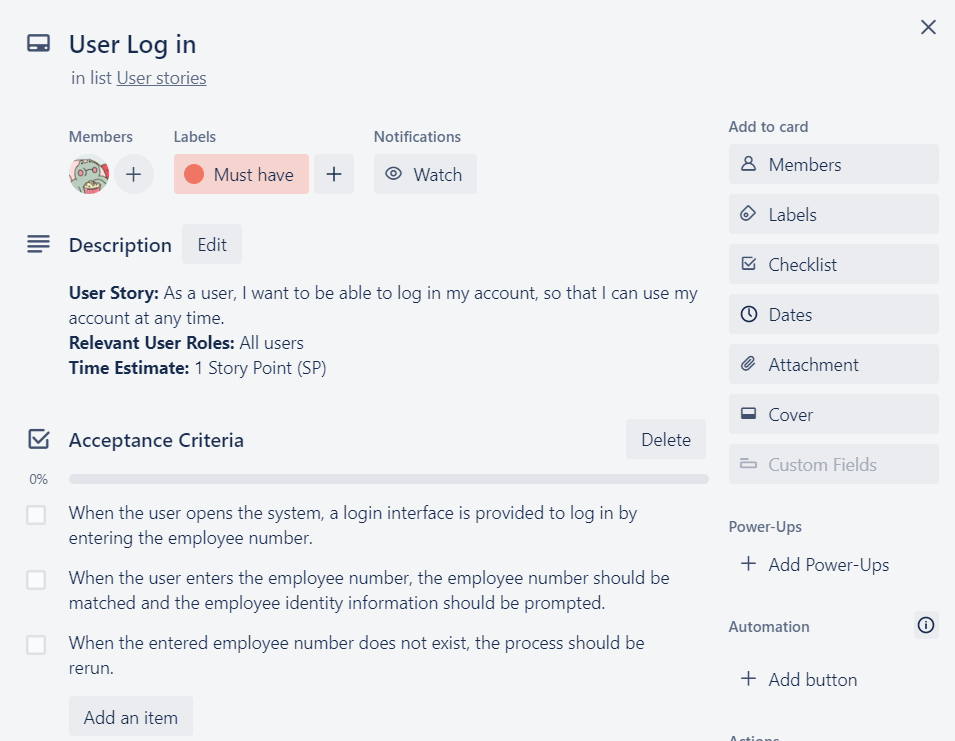 User Log in
in list User stories
Members
Labels
Notifications
Must have
Watch
Description
Edit
User Story: As a user, I want to be able to log in my account, so that I can use my
account at any time.
Relevant User Roles: All users
Time Estimate: 1 Story Point (SP)
Acceptance Criteria
Delete
0%
When the user opens the system, a login interface is provided to log in by
entering the employee number.
When the user enters the employee number, the employee number should be
matched and the employee identity information should be prompted.
When the entered employee number does not exist, the process should be
rerun.
Add an item
Add to card
Members
Labels
Checklist
Dates
Attachment
Cover
Custom Fields
Power-Ups
Add Power-Ups
Automation
Add button
Actions